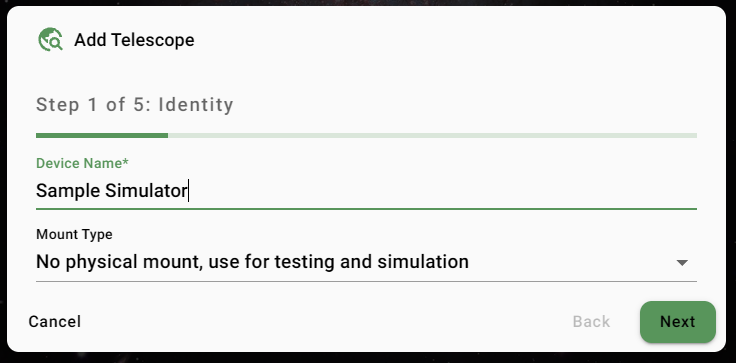 Add Telescope
Step 1 of 5: Identity
Device Name*
Sample Simulator
Mount Type
No physical mount, use for testing and simulation
Cancel Back Next